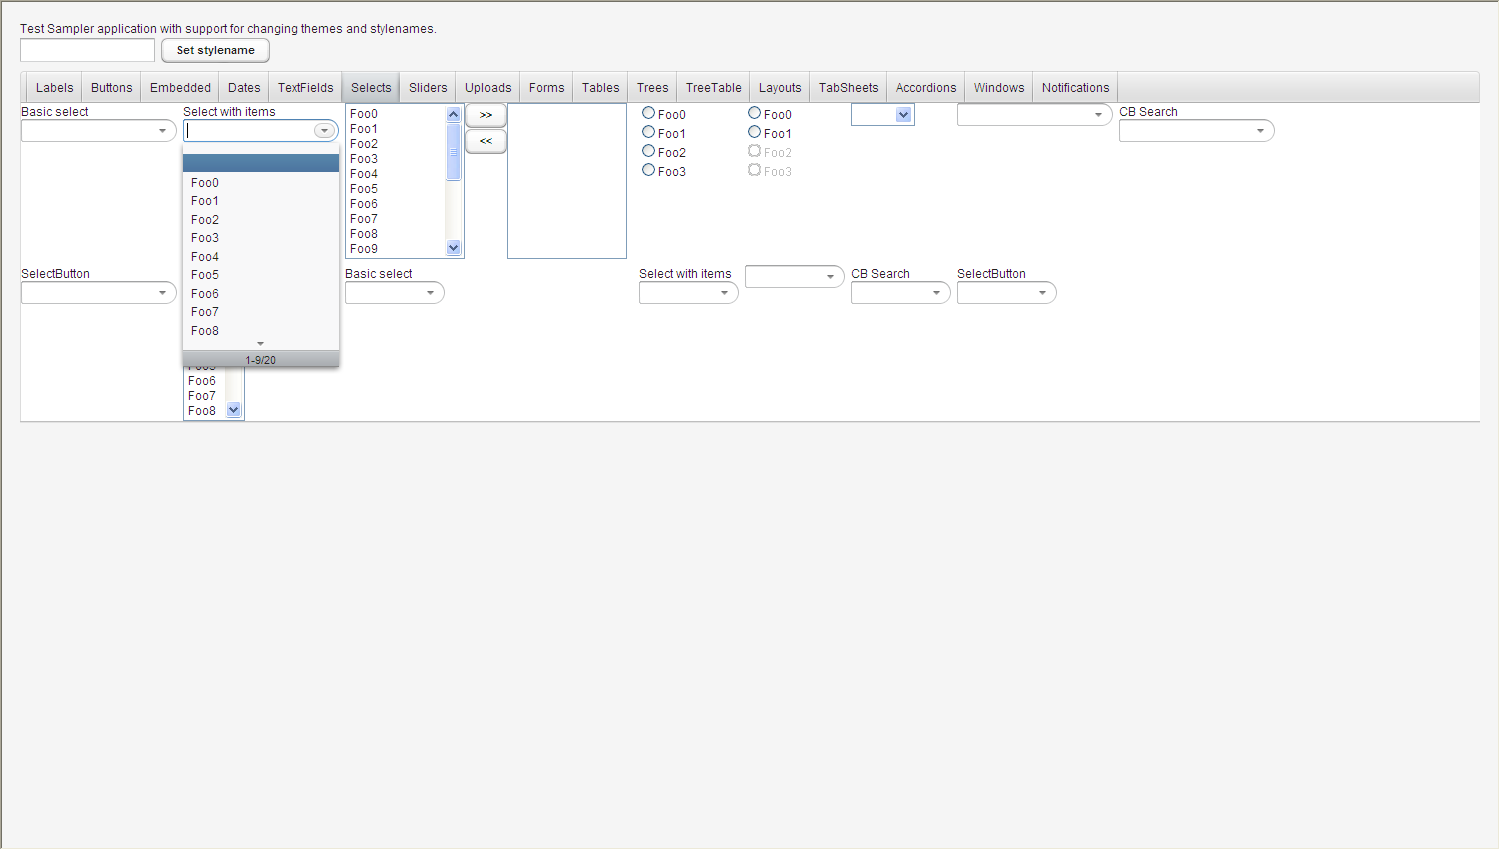 Test Sampler application with support for changing themes and stylenames.
Set stylename
Labels Buttons Embedded Dates TextFields Selects Sliders Uploads Forms Tables Trees TreeTable Layouts TabSheets Accordions Windows Notifications
Basic select
Select with items
Foo0
Foo1
Foo2
Foo3
Foo4
Foo5
Foo6
Foo7
Foo8
1-9/20
Foo0
Foo1
Foo2
Foo3
Foo4
Foo5
Foo6
Foo7
Foo8
Foo9
>>
<<
Foo0
Foo1
Foo2
Foo3
Foo0
Foo1
Foo2
Foo3
CB Search
SelectButton
Foo6
Foo7
Foo8
Basic select
Select with items
CB Search
SelectButton